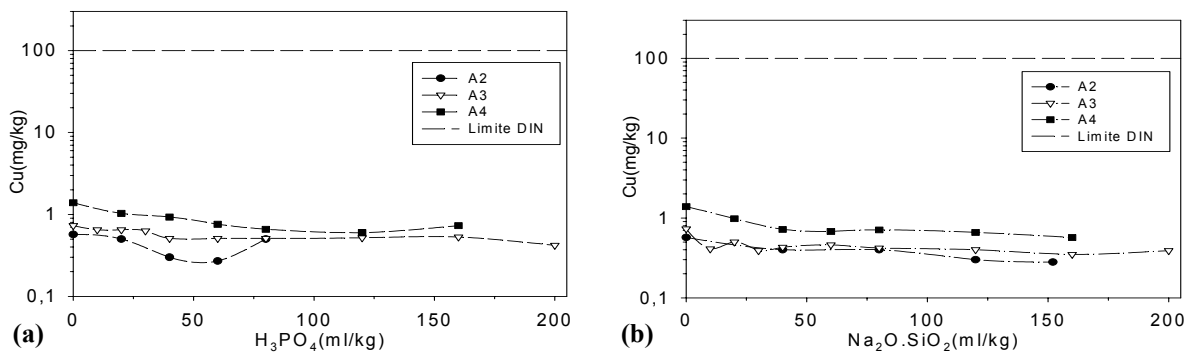 100
10
1
0,1
Cu(mg/kg)
A2
A3
A4
Limite DIN
0 50 100 150 200
H3PO4(ml/kg)
(a)
100
10
1
0,1
Cu(mg/kg)
A2
A3
A4
Limite DIN
0 50 100 150 200
Na2O.SiO2(ml/kg)
(b)